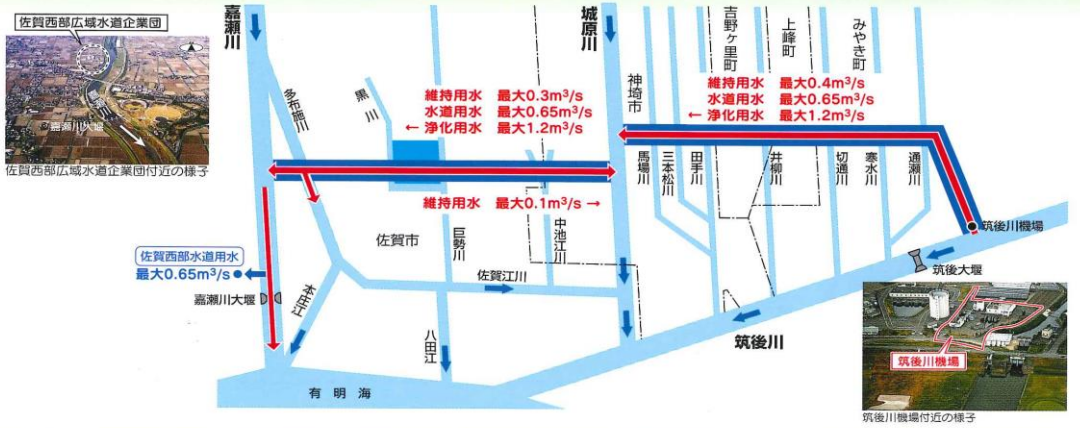 佐賀西部広域水道企業団
嘉瀬川
嘉瀬川大堰
佐賀西部広域水道企業団付近の様子
嘉瀬川
城原川
吉野ヶ里町
上峰町
みやき町
神埼市
多布施川
黒川
維持用水 最大0.3m³/s
水道用水 最大0.65m³/s
← 浄化用水 最大1.2m³/s
維持用水 最大0.4m³/s
水道用水 最大0.65m³/s
← 浄化用水 最大1.2m³/s
馬場川
三本松川
田手川
井柳川
切通川
寒水川
通瀬川
維持用水 最大0.1m³/s →
筑後川機場
佐賀市
巨勢川
中池江川
佐賀西部水道用水
最大0.65m³/s
筑後大堰
佐賀江川
嘉瀬川大堰
本庄江
八田江
筑後川
筑後川機場
有明海
筑後川機場付近の様子